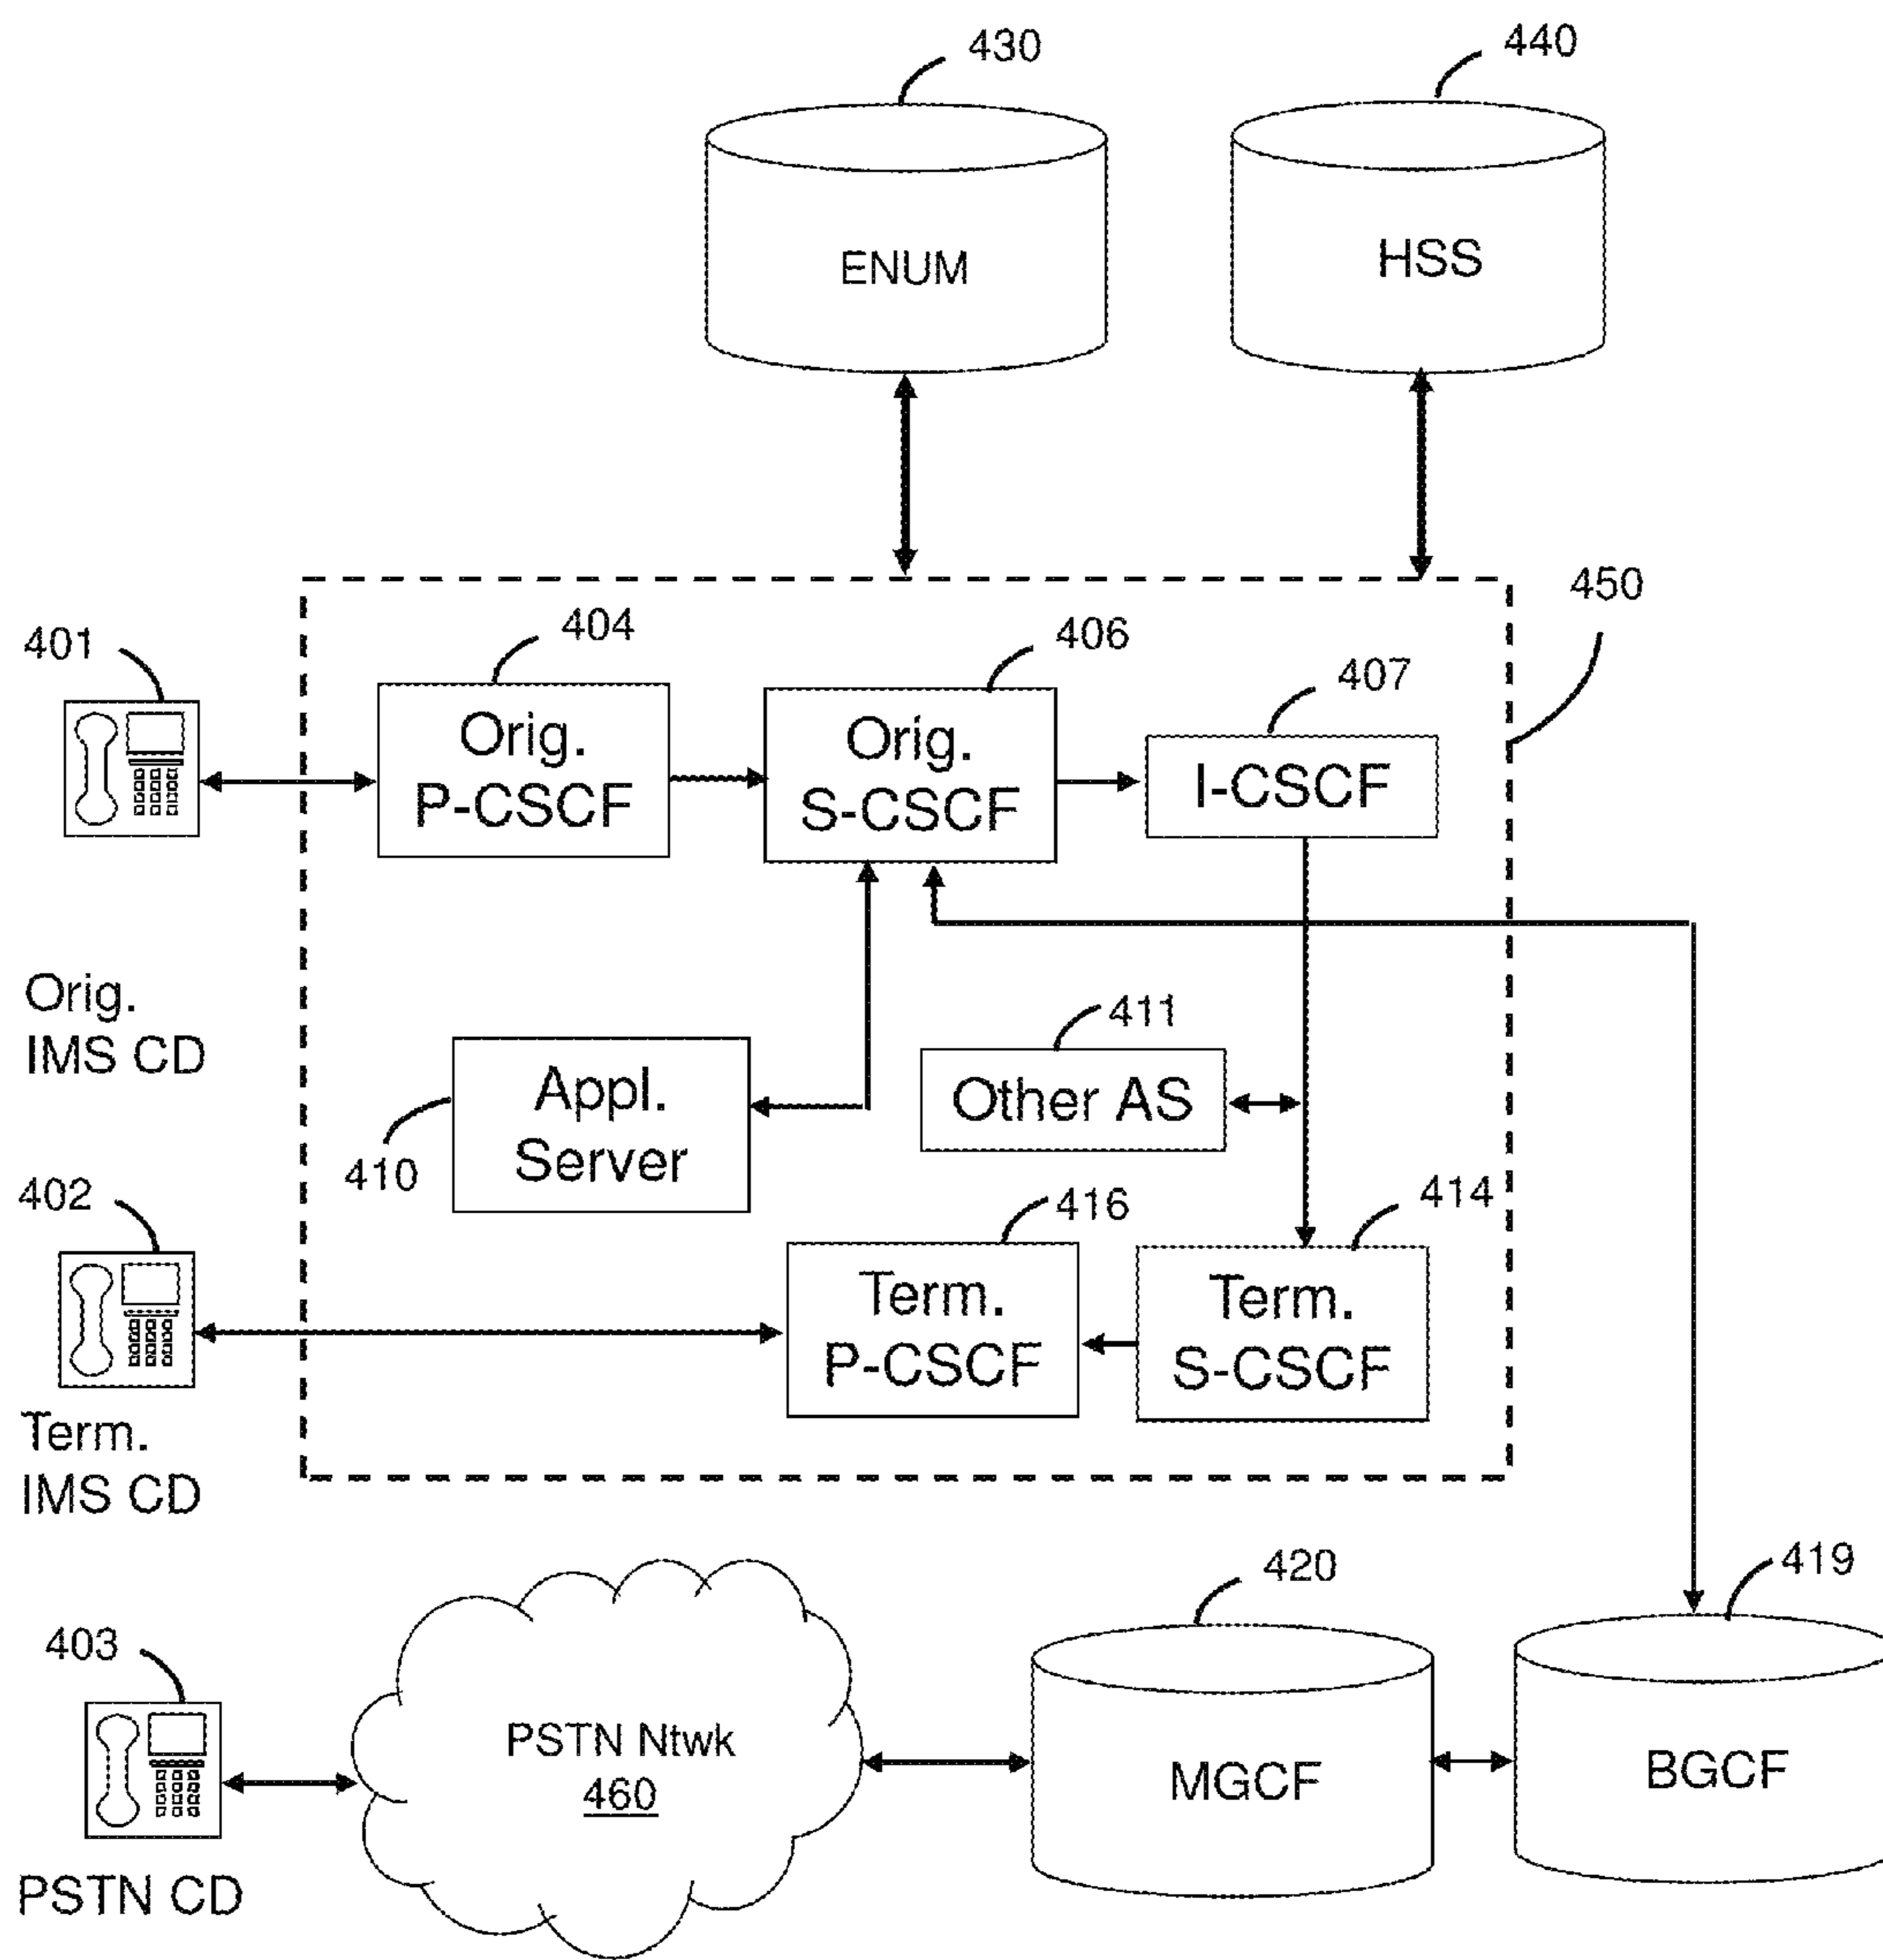 430
440
ENUM
HSS
450
401
404
406
407
Orig.
P-CSCF
Orig.
S-CSCF
I-CSCF
Orig.
IMS CD
411
Other AS
Appl.
Server
410
402
416
414
Term.
P-CSCF
Term.
S-CSCF
Term.
IMS CD
420
419
403
PSTN Ntwk
460
MGCF
BGCF
PSTN CD